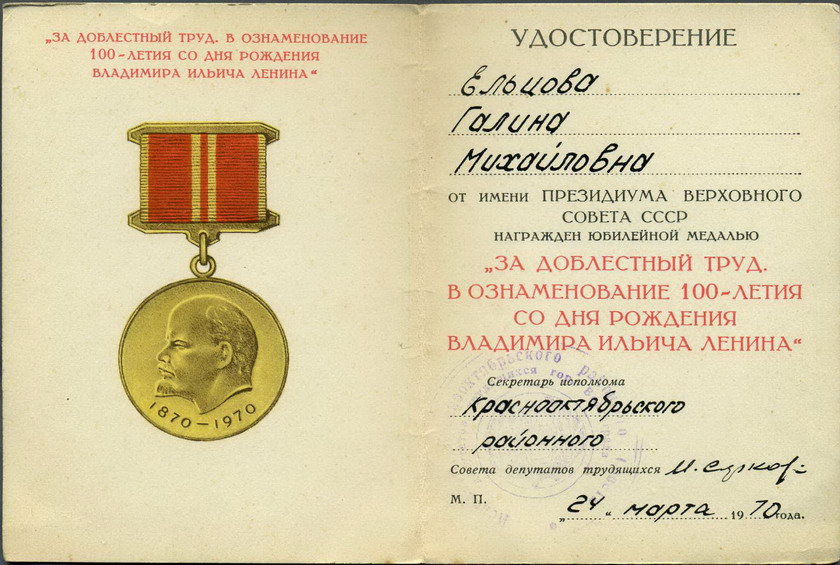 „ЗА ДОБЛЕСТНЫЙ ТРУД. В ОЗНАМЕНОВАНИЕ
100-ЛЕТИЯ СО ДНЯ РОЖДЕНИЯ
ВЛАДИМИРА ИЛЬИЧА ЛЕНИНА“
1870–1970
УДОСТОВЕРЕНИЕ
Ельцова
Галина
Михайловна
ОТ ИМЕНИ ПРЕЗИДИУМА ВЕРХОВНОГО
СОВЕТА СССР
НАГРАЖДЕН ЮБИЛЕЙНОЙ МЕДАЛЬЮ
„ЗА ДОБЛЕСТНЫЙ ТРУД.
В ОЗНАМЕНОВАНИЕ 100-ЛЕТИЯ
СО ДНЯ РОЖДЕНИЯ
ВЛАДИМИРА ИЛЬИЧА ЛЕНИНА“
Секретарь исполкома
Краснооктябрьского
районного
Совета депутатов трудящихся
М. П.
„24“ марта 1970 года.